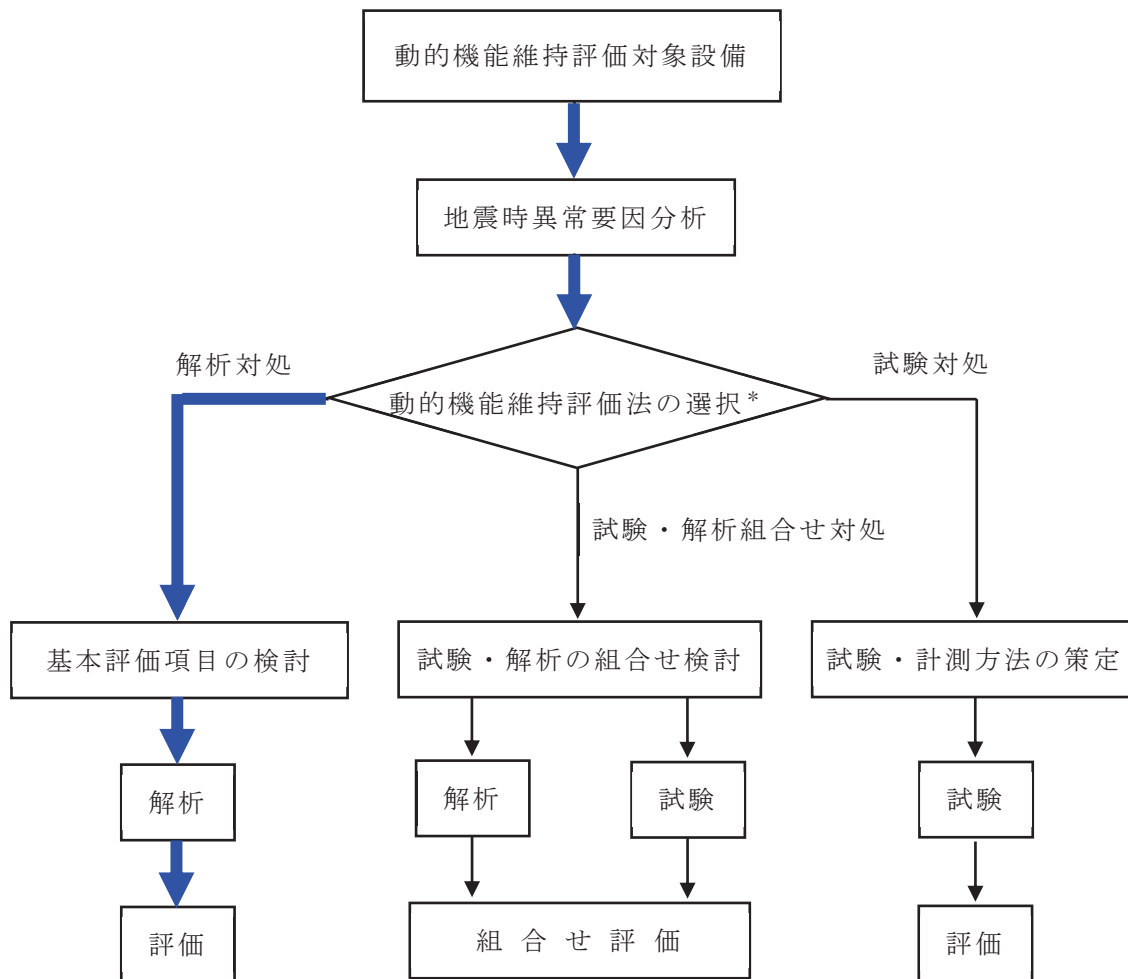 動的機能維持評価対象設備
地震時異常要因分析
解析対処
試験対処
動的機能維持評価法の選択*
試験・解析組合せ対処
基本評価項目の検討
試験・解析の組合せ検討
試験・計測方法の策定
解析
解析
試験
試験
評価
組合せ評価
評価